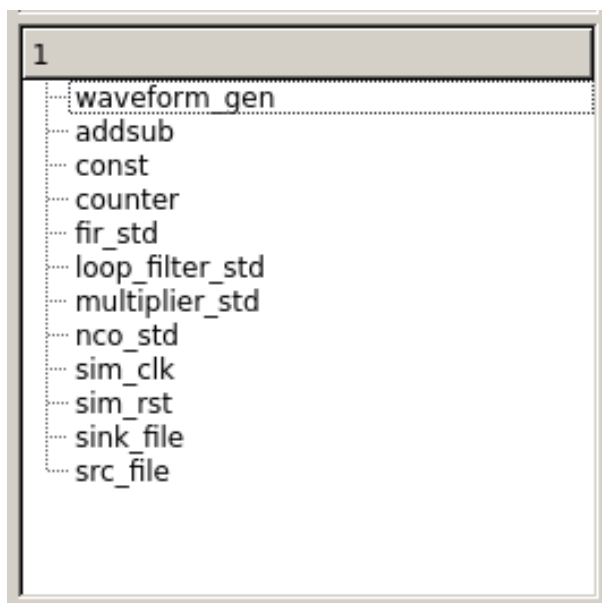 1
waveform_gen
addsub
const
counter
fir_std
loop_filter_std
multiplier_std
nco_std
sim_clk
sim_rst
sink_file
src_file